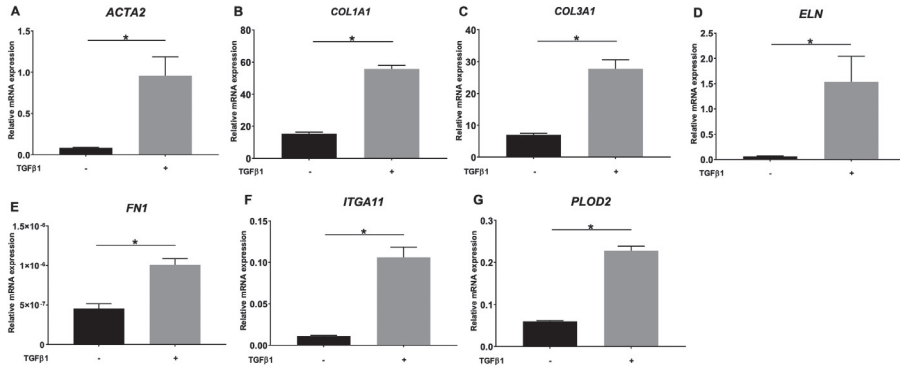 A
ACTA2
Relative mRNA expression
1.5
1.0
0.5
0.0
*
TGFβ1 - +
B
COL1A1
Relative mRNA expression
80
60
40
20
0
*
TGFβ1 - +
C
COL3A1
Relative mRNA expression
40
30
20
10
0
*
TGFβ1 - +
D
ELN
Relative mRNA expression
2.5
2.0
1.5
1.0
0.5
0.0
*
TGFβ1 - +
E
FN1
Relative mRNA expression
1.5×10⁻⁶
1×10⁻⁶
5×10⁻⁷
0
*
TGFβ1 - +
F
ITGA11
Relative mRNA expression
0.15
0.10
0.05
0.00
*
TGFβ1 - +
G
PLOD2
Relative mRNA expression
0.3
0.2
0.1
0.0
*
TGFβ1 - +